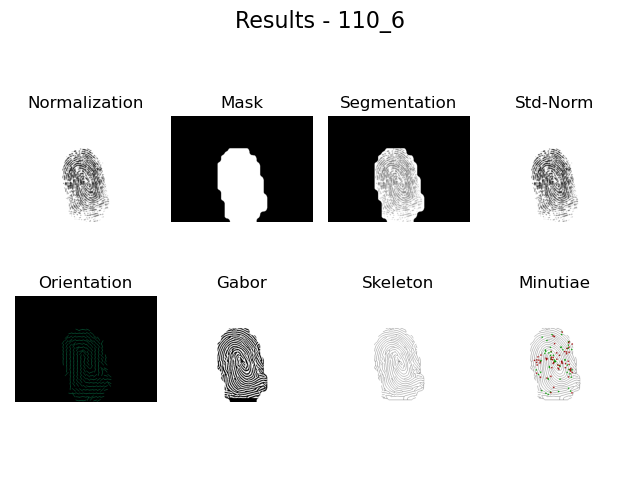 Results - 110_6
Normalization Mask Segmentation Std-Norm
Orientation Gabor Skeleton Minutiae